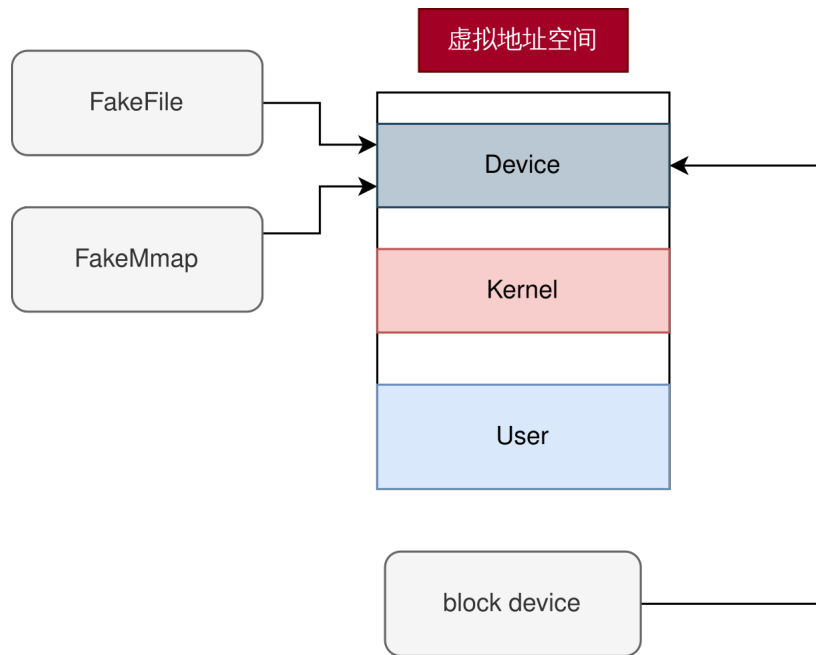 虚拟地址空间
FakeFile
Device
FakeMmap
Kernel
User
block device